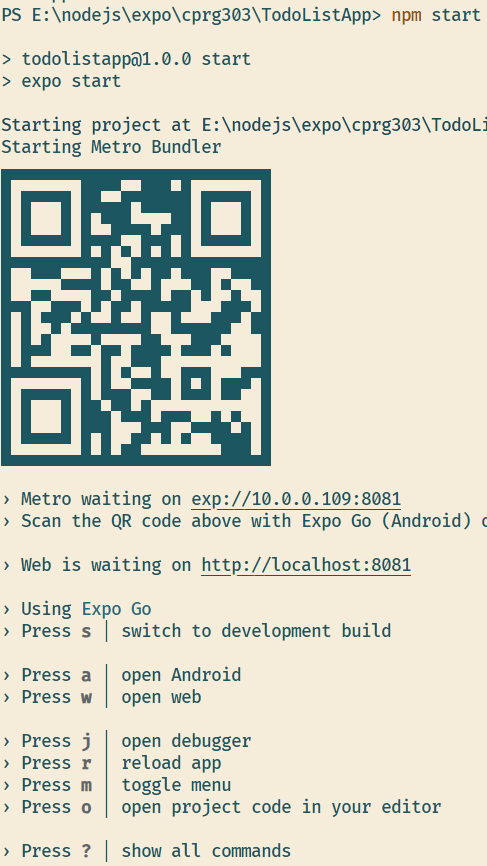 PS E:\nodejs\expo\cprg303\TodoListApp> npm start
> todolistapp@1.0.0 start
> expo start
Starting project at E:\nodejs\expo\cprg303\TodoLi
Starting Metro Bundler
› Metro waiting on exp://10.0.0.109:8081
› Scan the QR code above with Expo Go (Android) o
› Web is waiting on http://localhost:8081
› Using Expo Go
› Press s │ switch to development build
› Press a │ open Android
› Press w │ open web
› Press j │ open debugger
› Press r │ reload app
› Press m │ toggle menu
› Press o │ open project code in your editor
› Press ? │ show all commands